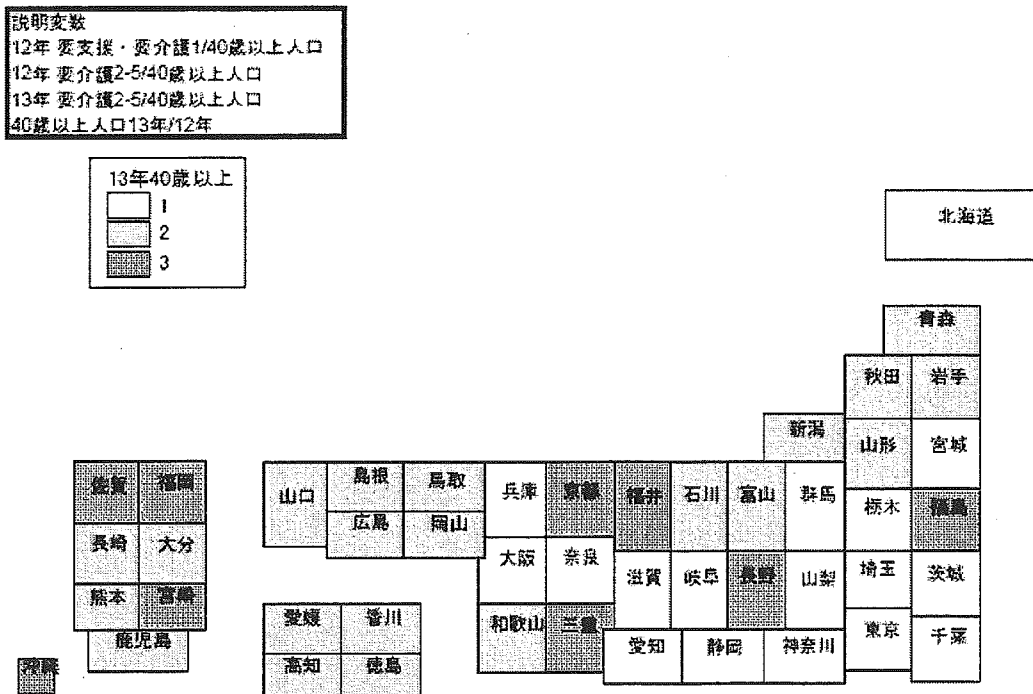 説明変数
12年 要支援・要介護1/40歳以上人口
12年 要介護2-5/40歳以上人口
13年 要介護2-5/40歳以上人口
40歳以上人口13年/12年
13年40歳以上
1
2
3
北海道
青森
秋田 岩手
新潟 山形 宮城
佐賀 福岡 山口 島根 鳥取 兵庫 京都 福井 石川 富山 群馬 栃木 福島
長崎 大分 広島 岡山 大阪 奈良 滋賀 岐阜 長野 山梨 埼玉 茨城
熊本 宮崎 愛媛 香川 和歌山 三重 愛知 静岡 神奈川 東京 千葉
鹿児島 高知 徳島
沖縄